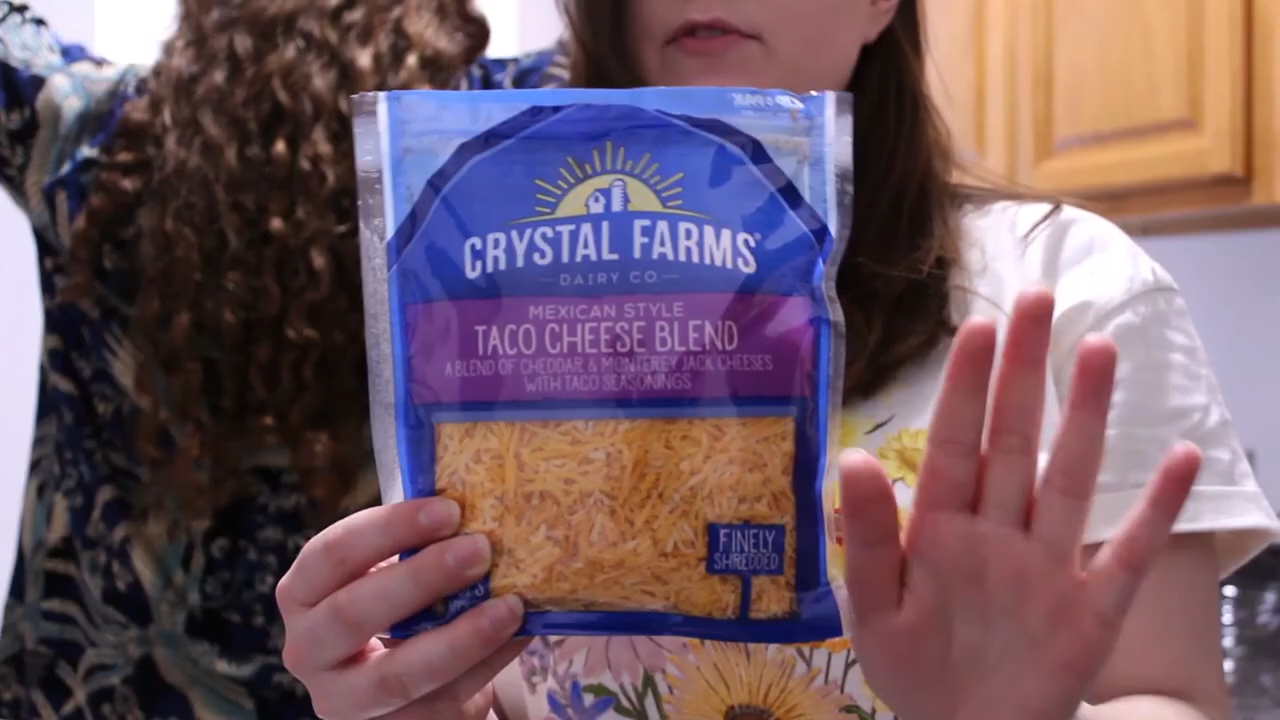 CRYSTAL FARMS®
DAIRY CO.
MEXICAN STYLE
TACO CHEESE BLEND
A BLEND OF CHEDDAR & MONTEREY JACK CHEESES
WITH TACO SEASONINGS
FINELY
SHREDDED